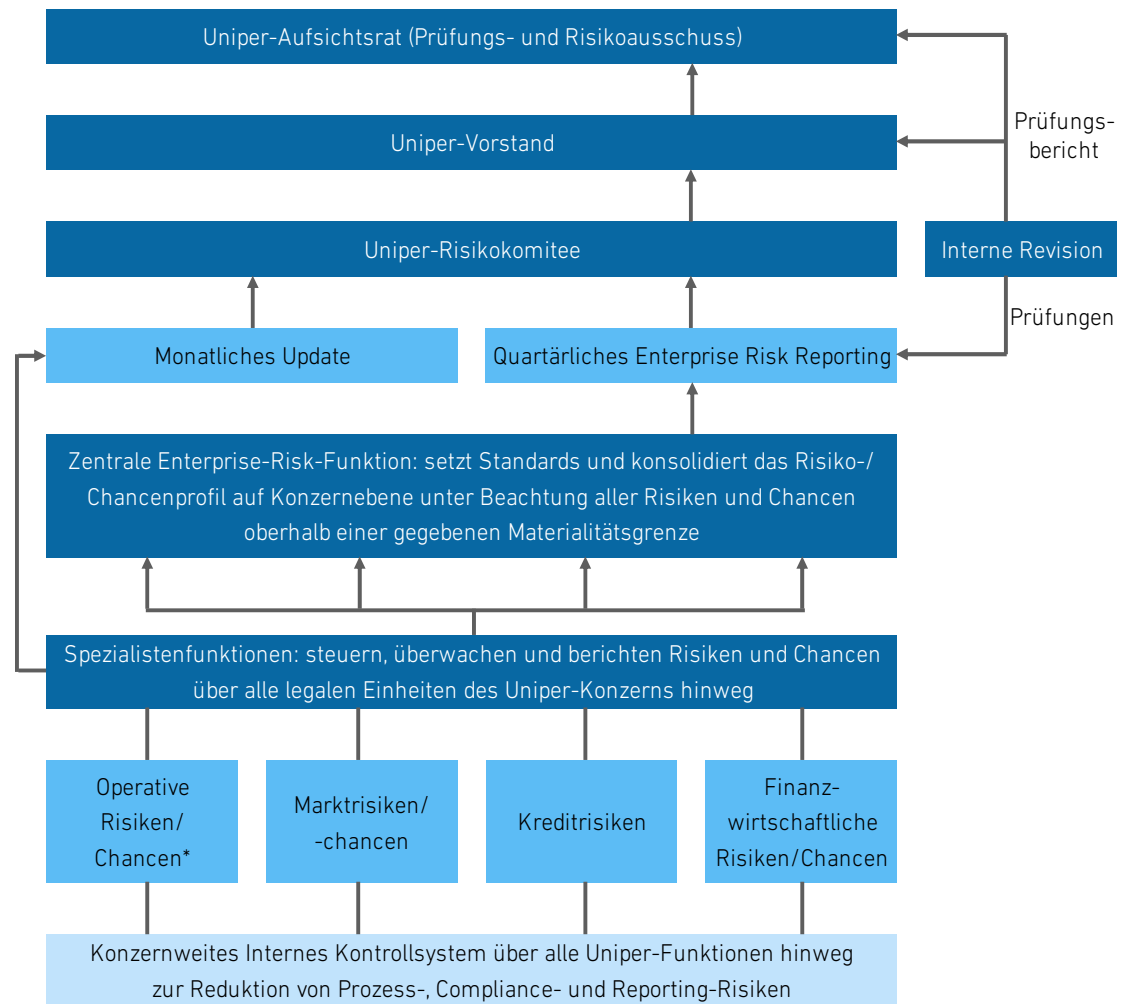 Uniper-Aufsichtsrat (Prüfungs- und Risikoausschuss)
Prüfungs-
bericht
Uniper-Vorstand
Uniper-Risikokomitee
Interne Revision
Prüfungen
Monatliches Update
Quartärliches Enterprise Risk Reporting
Zentrale Enterprise-Risk-Funktion: setzt Standards und konsolidiert das Risiko-/
Chancenprofil auf Konzernebene unter Beachtung aller Risiken und Chancen
oberhalb einer gegebenen Materialitätsgrenze
Spezialistenfunktionen: steuern, überwachen und berichten Risiken und Chancen
über alle legalen Einheiten des Uniper-Konzerns hinweg
Operative
Risiken/
Chancen*
Marktrisiken/
-chancen
Kreditrisiken
Finanz-
wirtschaftliche
Risiken/Chancen
Konzernweites Internes Kontrollsystem über alle Uniper-Funktionen hinweg
zur Reduktion von Prozess-, Compliance- und Reporting-Risiken